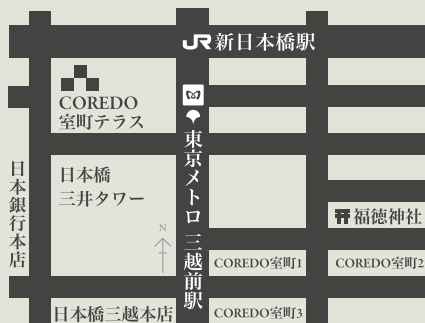 JR新日本橋駅
COREDO
室町テラス
東京メトロ 三越前駅
日本橋
三井タワー
日本銀行本店
福徳神社
N
COREDO室町1
COREDO室町2
日本橋三越本店
COREDO室町3